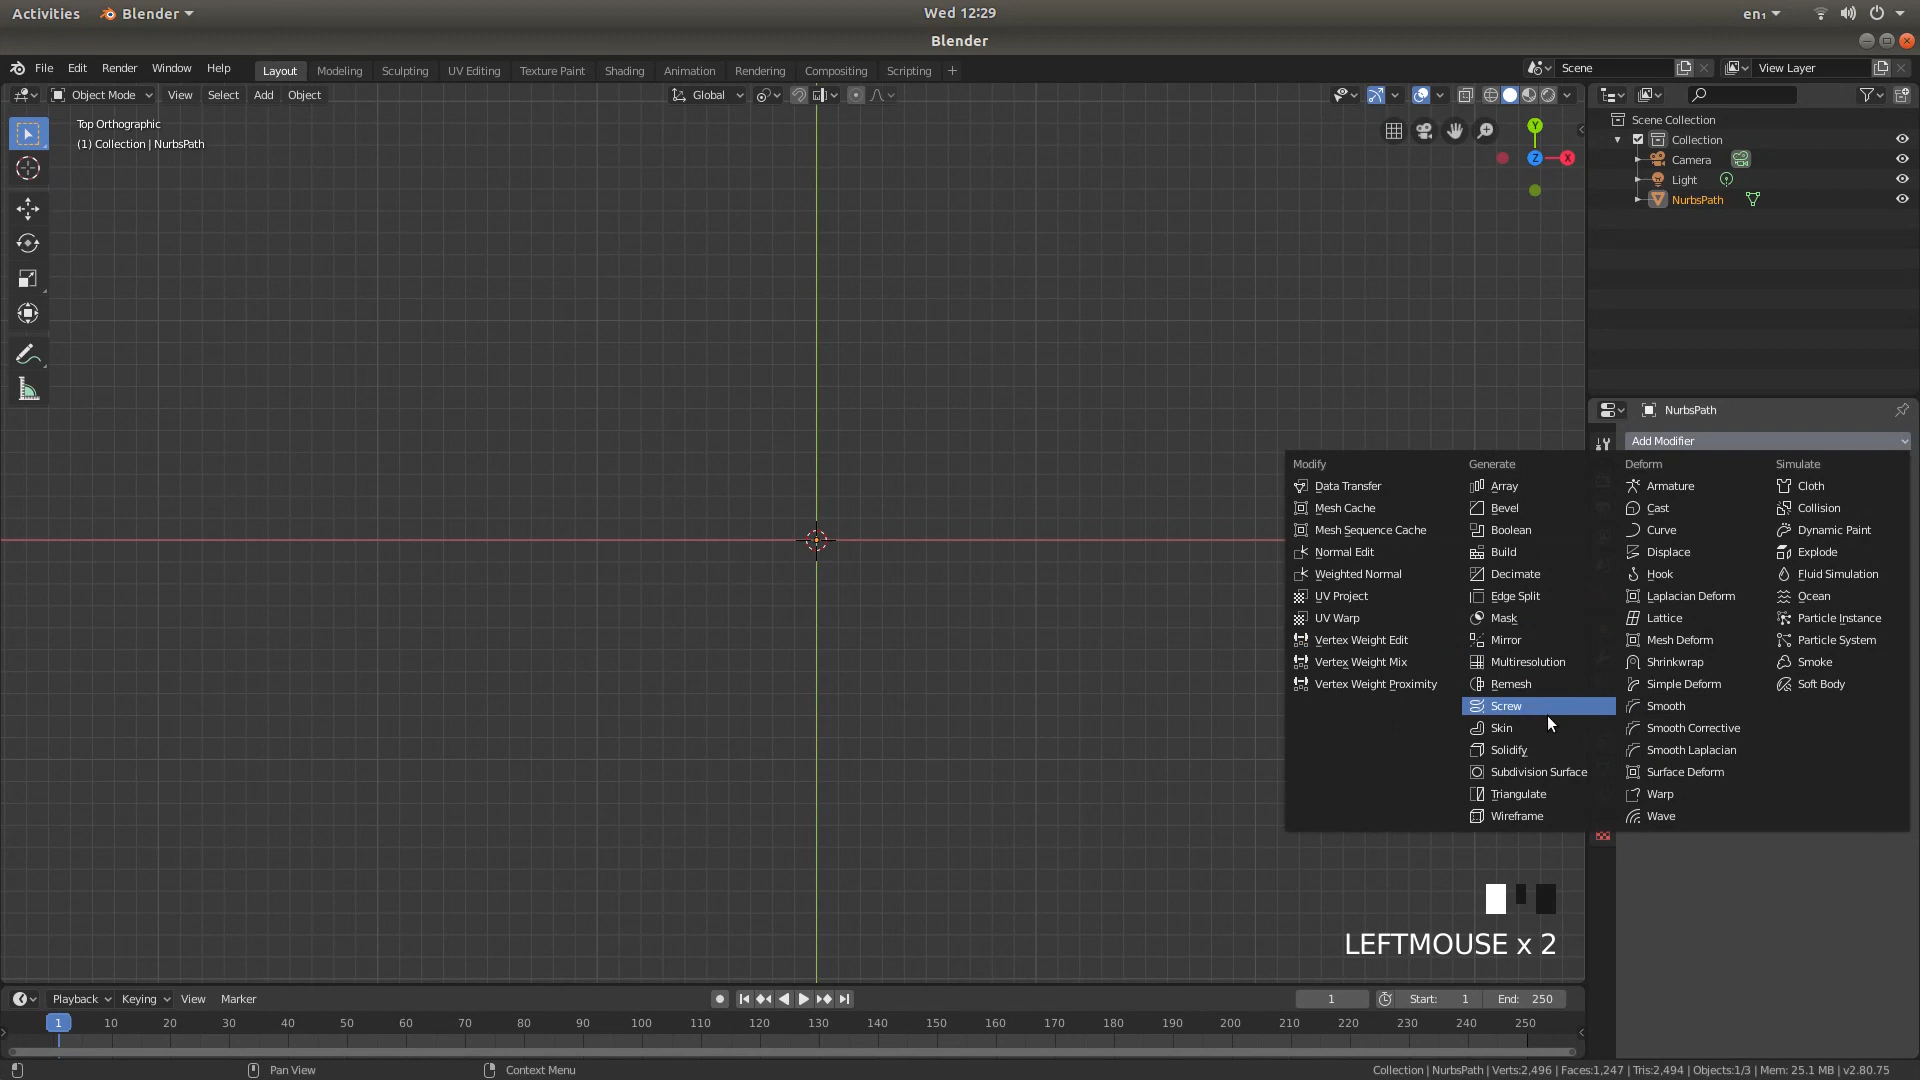 Activities Blender Wed 12:29 en₁
Blender
File Edit Render Window Help Layout Modeling Sculpting UV Editing Texture Paint Shading Animation Rendering Compositing Scripting + Scene View Layer
Object Mode View Select Add Object Global
Top Orthographic
(1) Collection | NurbsPath
Y
Z X
Scene Collection
Collection
Camera
Light
NurbsPath
NurbsPath
Add Modifier
Modify Generate Deform Simulate
Data Transfer Array Armature Cloth
Mesh Cache Bevel Cast Collision
Mesh Sequence Cache Boolean Curve Dynamic Paint
Normal Edit Build Displace Explode
Weighted Normal Decimate Hook Fluid Simulation
UV Project Edge Split Laplacian Deform Ocean
UV Warp Mask Lattice Particle Instance
Vertex Weight Edit Mirror Mesh Deform Particle System
Vertex Weight Mix Multiresolution Shrinkwrap Smoke
Vertex Weight Proximity Remesh Simple Deform Soft Body
Screw Smooth
Skin Smooth Corrective
Solidify Smooth Laplacian
Subdivision Surface Surface Deform
Triangulate Warp
Wireframe Wave
LEFTMOUSE x 2
Playback Keying View Marker 1 Start: 1 End: 250
1 10 20 30 40 50 60 70 80 90 100 110 120 130 140 150 160 170 180 190 200 210 220 230 240 250
Pan View Context Menu Collection | NurbsPath | Verts:2,496 | Faces:1,247 | Tris:2,494 | Objects:1/3 | Mem: 25.1 MB | v2.80.75